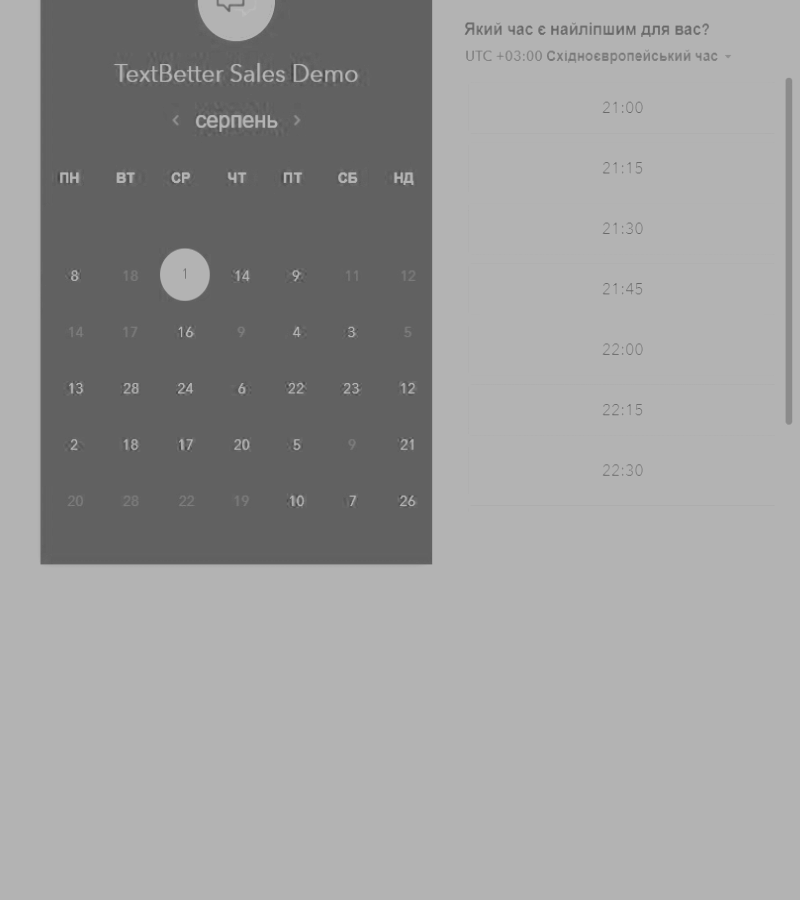 TextBetter Sales Demo
серпень
ПН ВТ СР ЧТ ПТ СБ НД
8 18 1 14 9 11 12
14 17 16 9 4 3 5
13 28 24 6 22 23 12
2 18 17 20 5 9 21
20 28 22 19 10 7 26
Який час є найліпшим для вас?
UTC +03:00 Східноєвропейський час
21:00
21:15
21:30
21:45
22:00
22:15
22:30